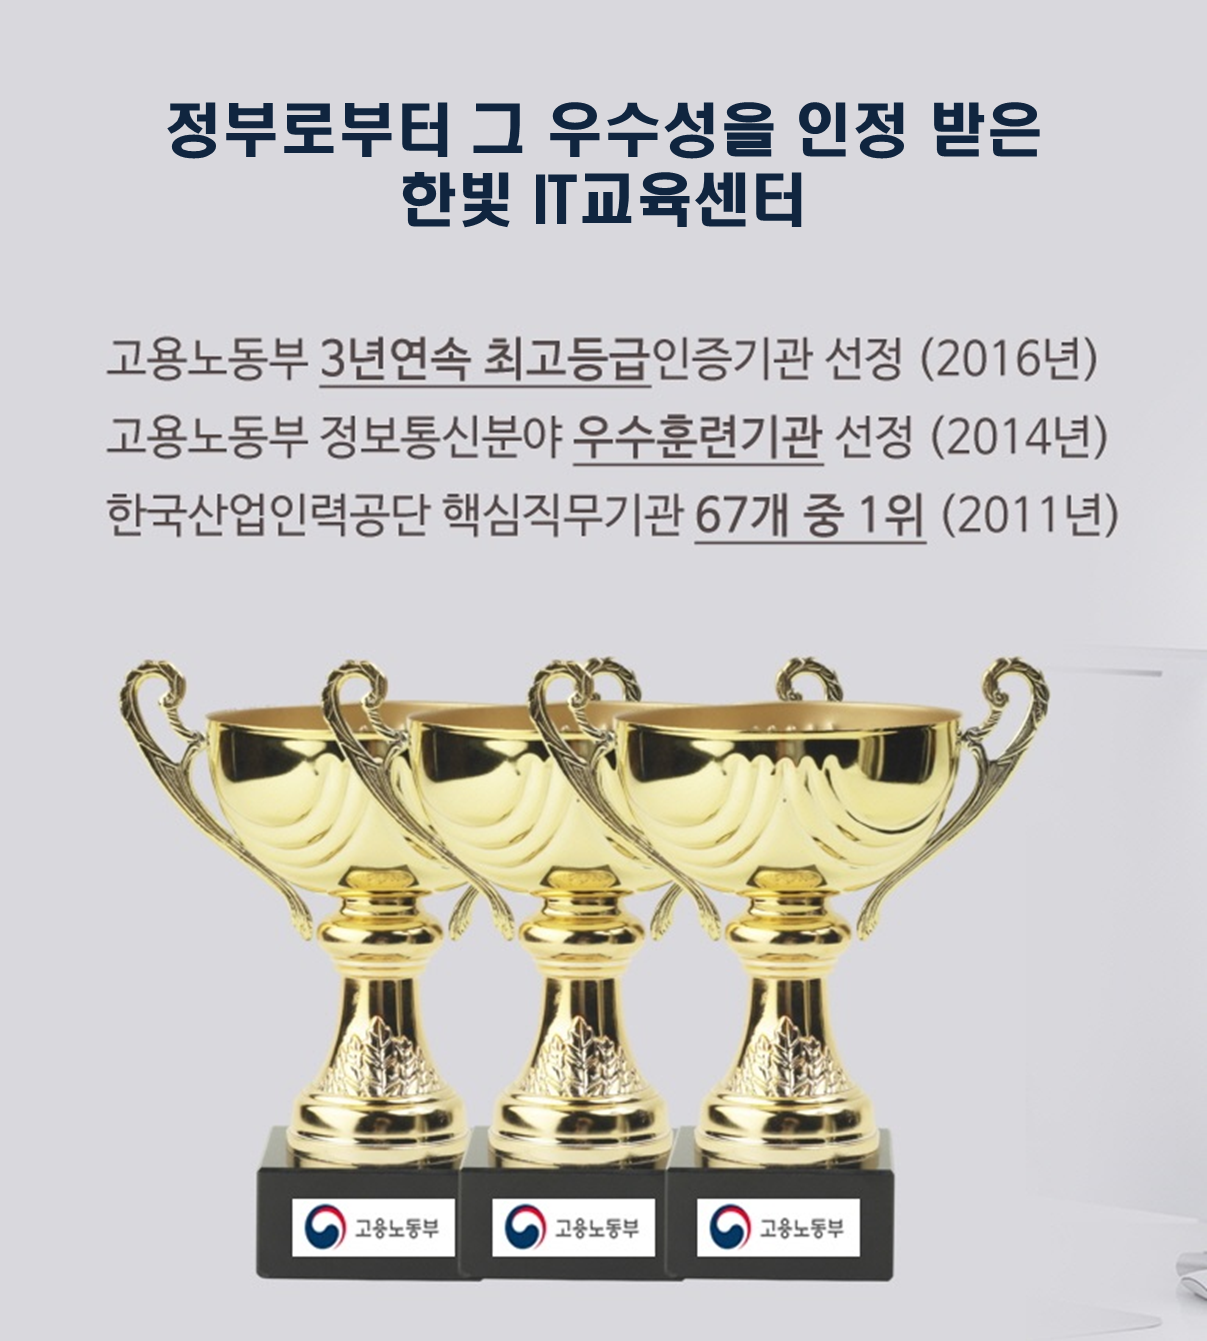 정부로부터 그 우수성을 인정 받은
한빛 IT교육센터
고용노동부 3년연속 최고등급인증기관 선정 (2016년)
고용노동부 정보통신분야 우수훈련기관 선정 (2014년)
한국산업인력공단 핵심직무기관 67개 중 1위 (2011년)
고용노동부
고용노동부
고용노동부